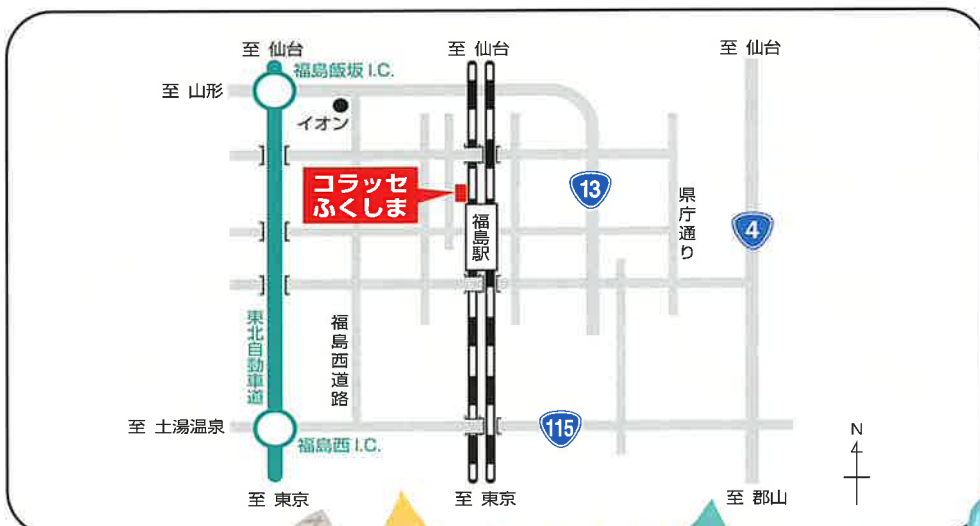 至 仙台
至 仙台
至 仙台
福島飯坂 I.C.
至 山形
イオン
コラッセ
ふくしま
13
県庁通り
4
福島駅
東北自動車道
福島西道路
至 土湯温泉
115
福島西 I.C.
N
至 東京
至 東京
至 郡山